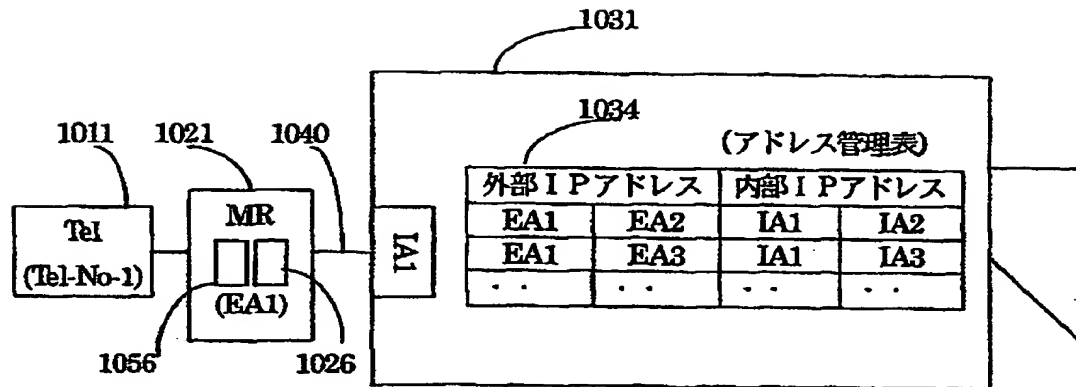 1031
1011
1021
1040
1034
(アドレス管理表)
外部ＩＰアドレス 内部ＩＰアドレス
EA1 EA2 IA1 IA2
EA1 EA3 IA1 IA3
. . . . . . . .
Tel
(Tel-No-1)
MR
(EA1)
IA1
1056
1026